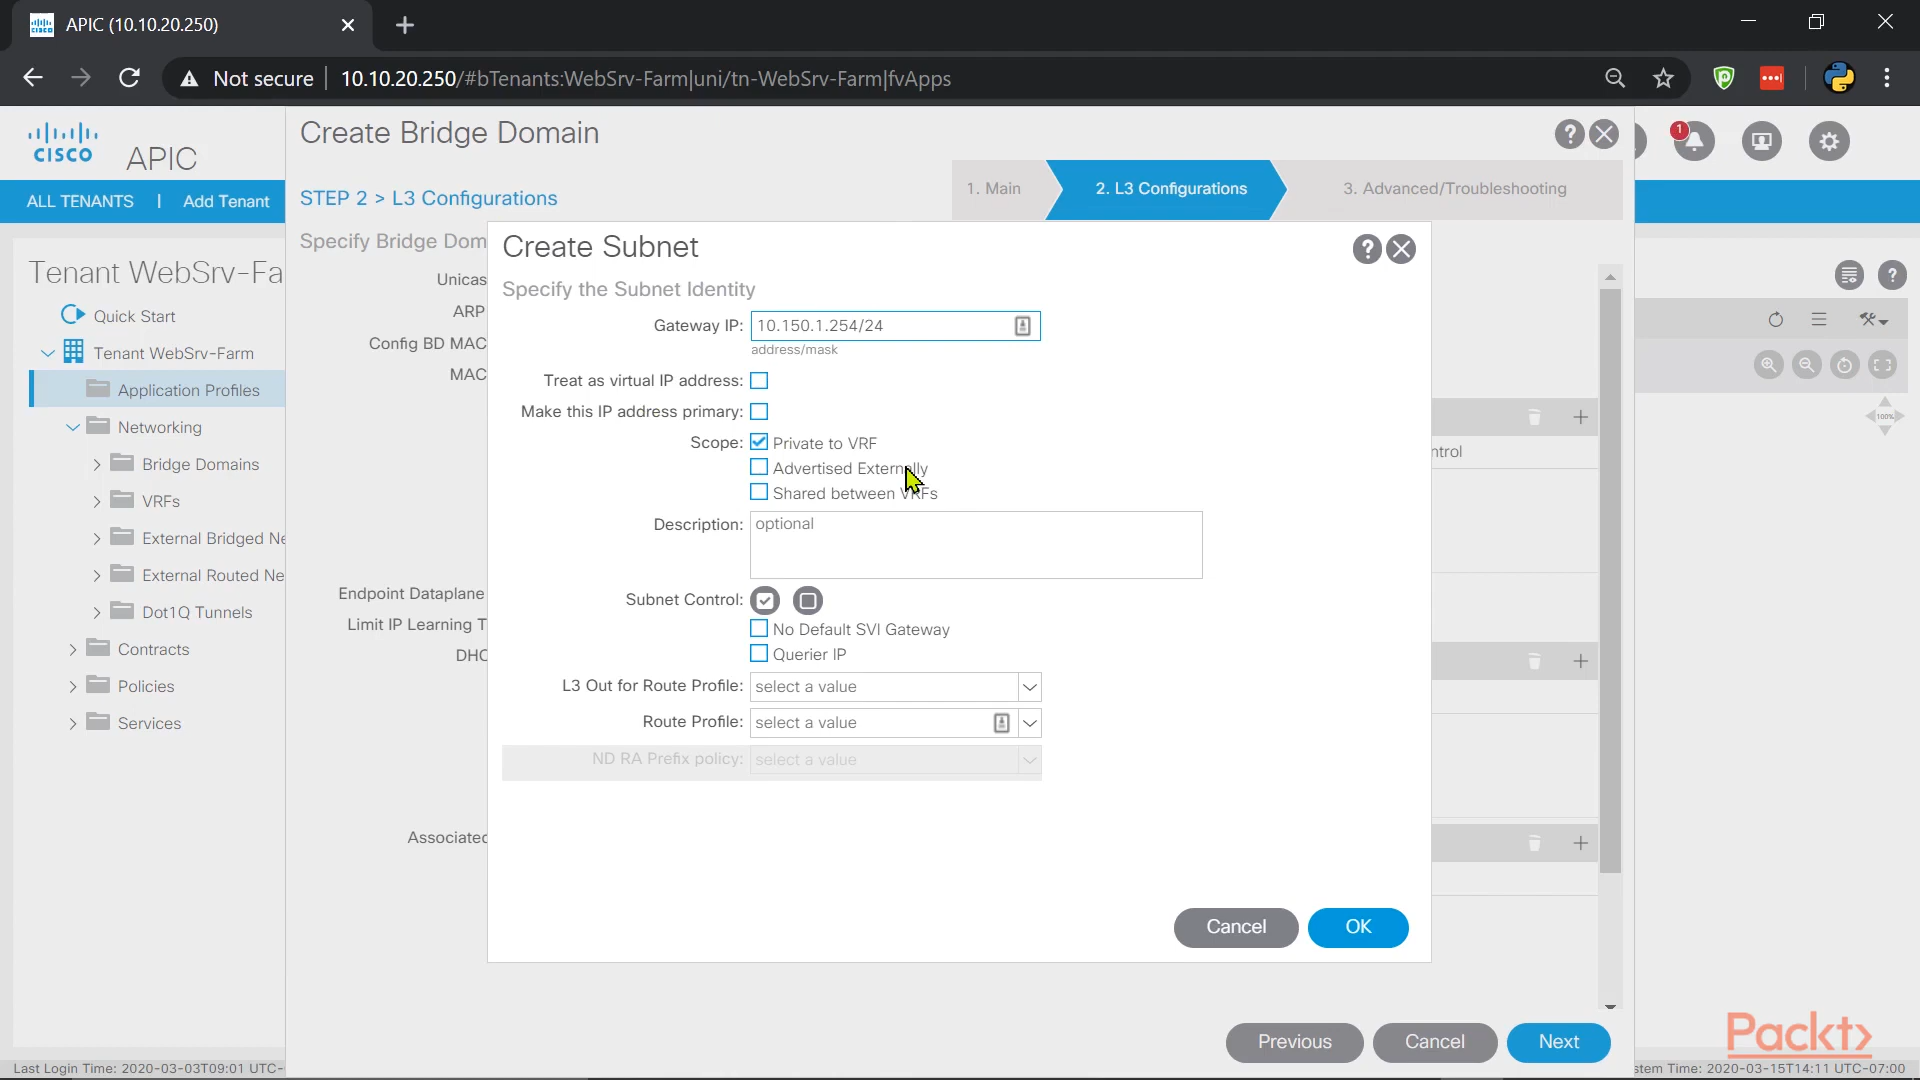 APIC (10.10.20.250)
Not secure
10.10.20.250/#bTenants:WebSrv-Farm|uni/tn-WebSrv-Farm|fvApps
CISCO
APIC
ALL TENANTS | Add Tenant
Create Bridge Domain
STEP 2 > L3 Configurations
1. Main
2. L3 Configurations
3. Advanced/Troubleshooting
1
Specify Bridge Dom
Tenant WebSrv-Fa
Quick Start
Tenant WebSrv-Farm
Application Profiles
Networking
Bridge Domains
VRFs
External Bridged Ne
External Routed Ne
Dot1Q Tunnels
Contracts
Policies
Services
Unicas
ARP
Config BD MAC
MAC
Endpoint Dataplane
Limit IP Learning T
DHC
Associated
Create Subnet
Specify the Subnet Identity
Gateway IP: 10.150.1.254/24
address/mask
Treat as virtual IP address:
Make this IP address primary:
Scope: Private to VRF
Advertised Externally
Shared between VRFs
Description: optional
Subnet Control:
No Default SVI Gateway
Querier IP
L3 Out for Route Profile: select a value
Route Profile: select a value
ND RA Prefix policy: select a value
Cancel
OK
ntrol
100%
Previous
Cancel
Next
Packt>
Last Login Time: 2020-03-03T09:01 UTC-
stem Time: 2020-03-15T14:11 UTC-07:00